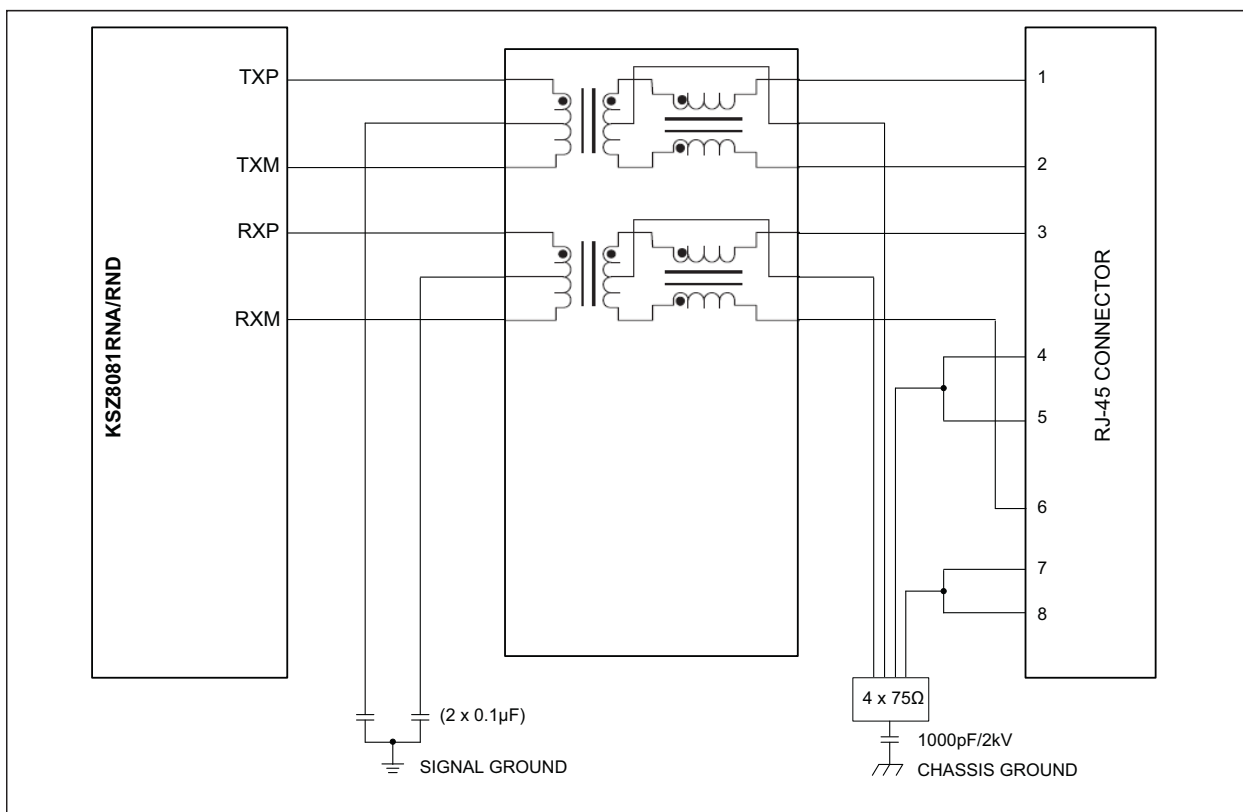 KSZ8081RNA/RND
TXP
TXM
RXP
RXM
1
2
3
4
5
6
7
8
RJ-45 CONNECTOR
(2 x 0.1µF)
SIGNAL GROUND
4 x 75Ω
1000pF/2kV
CHASSIS GROUND